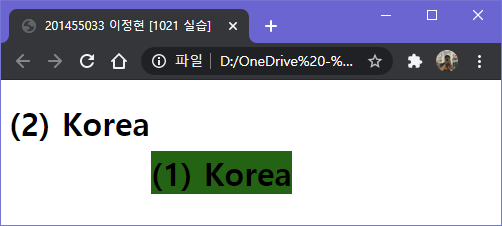 201455033 이정현 [1021 실습]
파일 D:/OneDrive%20-%...
(2) Korea
(1) Korea